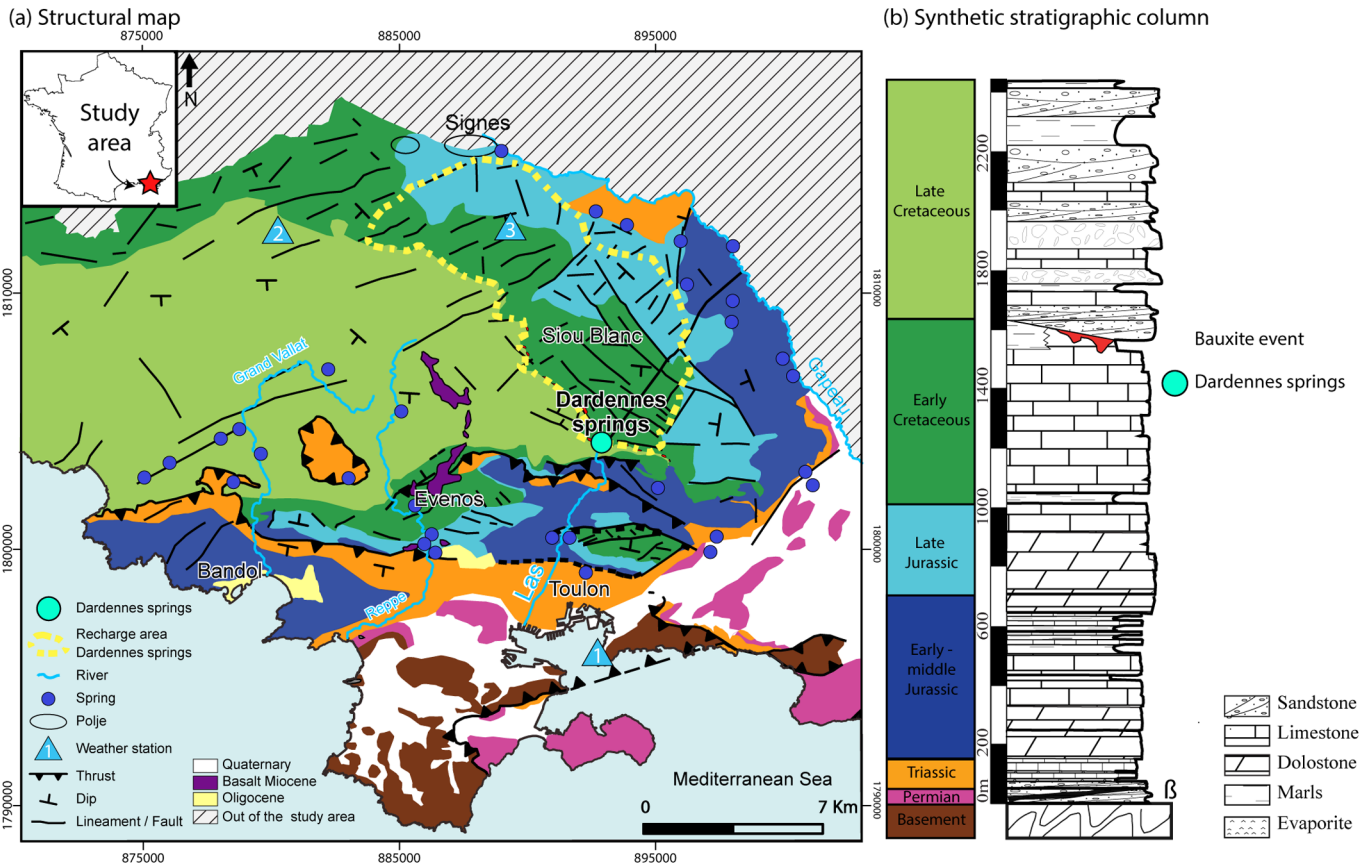 (a) Structural map
(b) Synthetic stratigraphic column
875000
885000
895000
N
Study
area
Signes
2
3
1810000
1810000
Siou Blanc
Grand Vallat
Gapeau
Dardennes
springs
Evenos
1800000
1800000
Bandol
Las
Toulon
Reppe
1
Dardennes springs
Recharge area
Dardennes springs
River
Spring
Polje
1
Weather station
Thrust
Dip
Lineament / Fault
Quaternary
Basalt Miocene
Oligocene
Out of the study area
Mediterranean Sea
0
7 Km
1790000
1790000
875000
885000
895000
Late
Cretaceous
Early
Cretaceous
Late
Jurassic
Early -
middle
Jurassic
Triassic
Permian
Basement
2200
1800
1400
1000
600
200
0m
ß
Bauxite event
Dardennes springs
Sandstone
Limestone
Dolostone
Marls
Evaporite